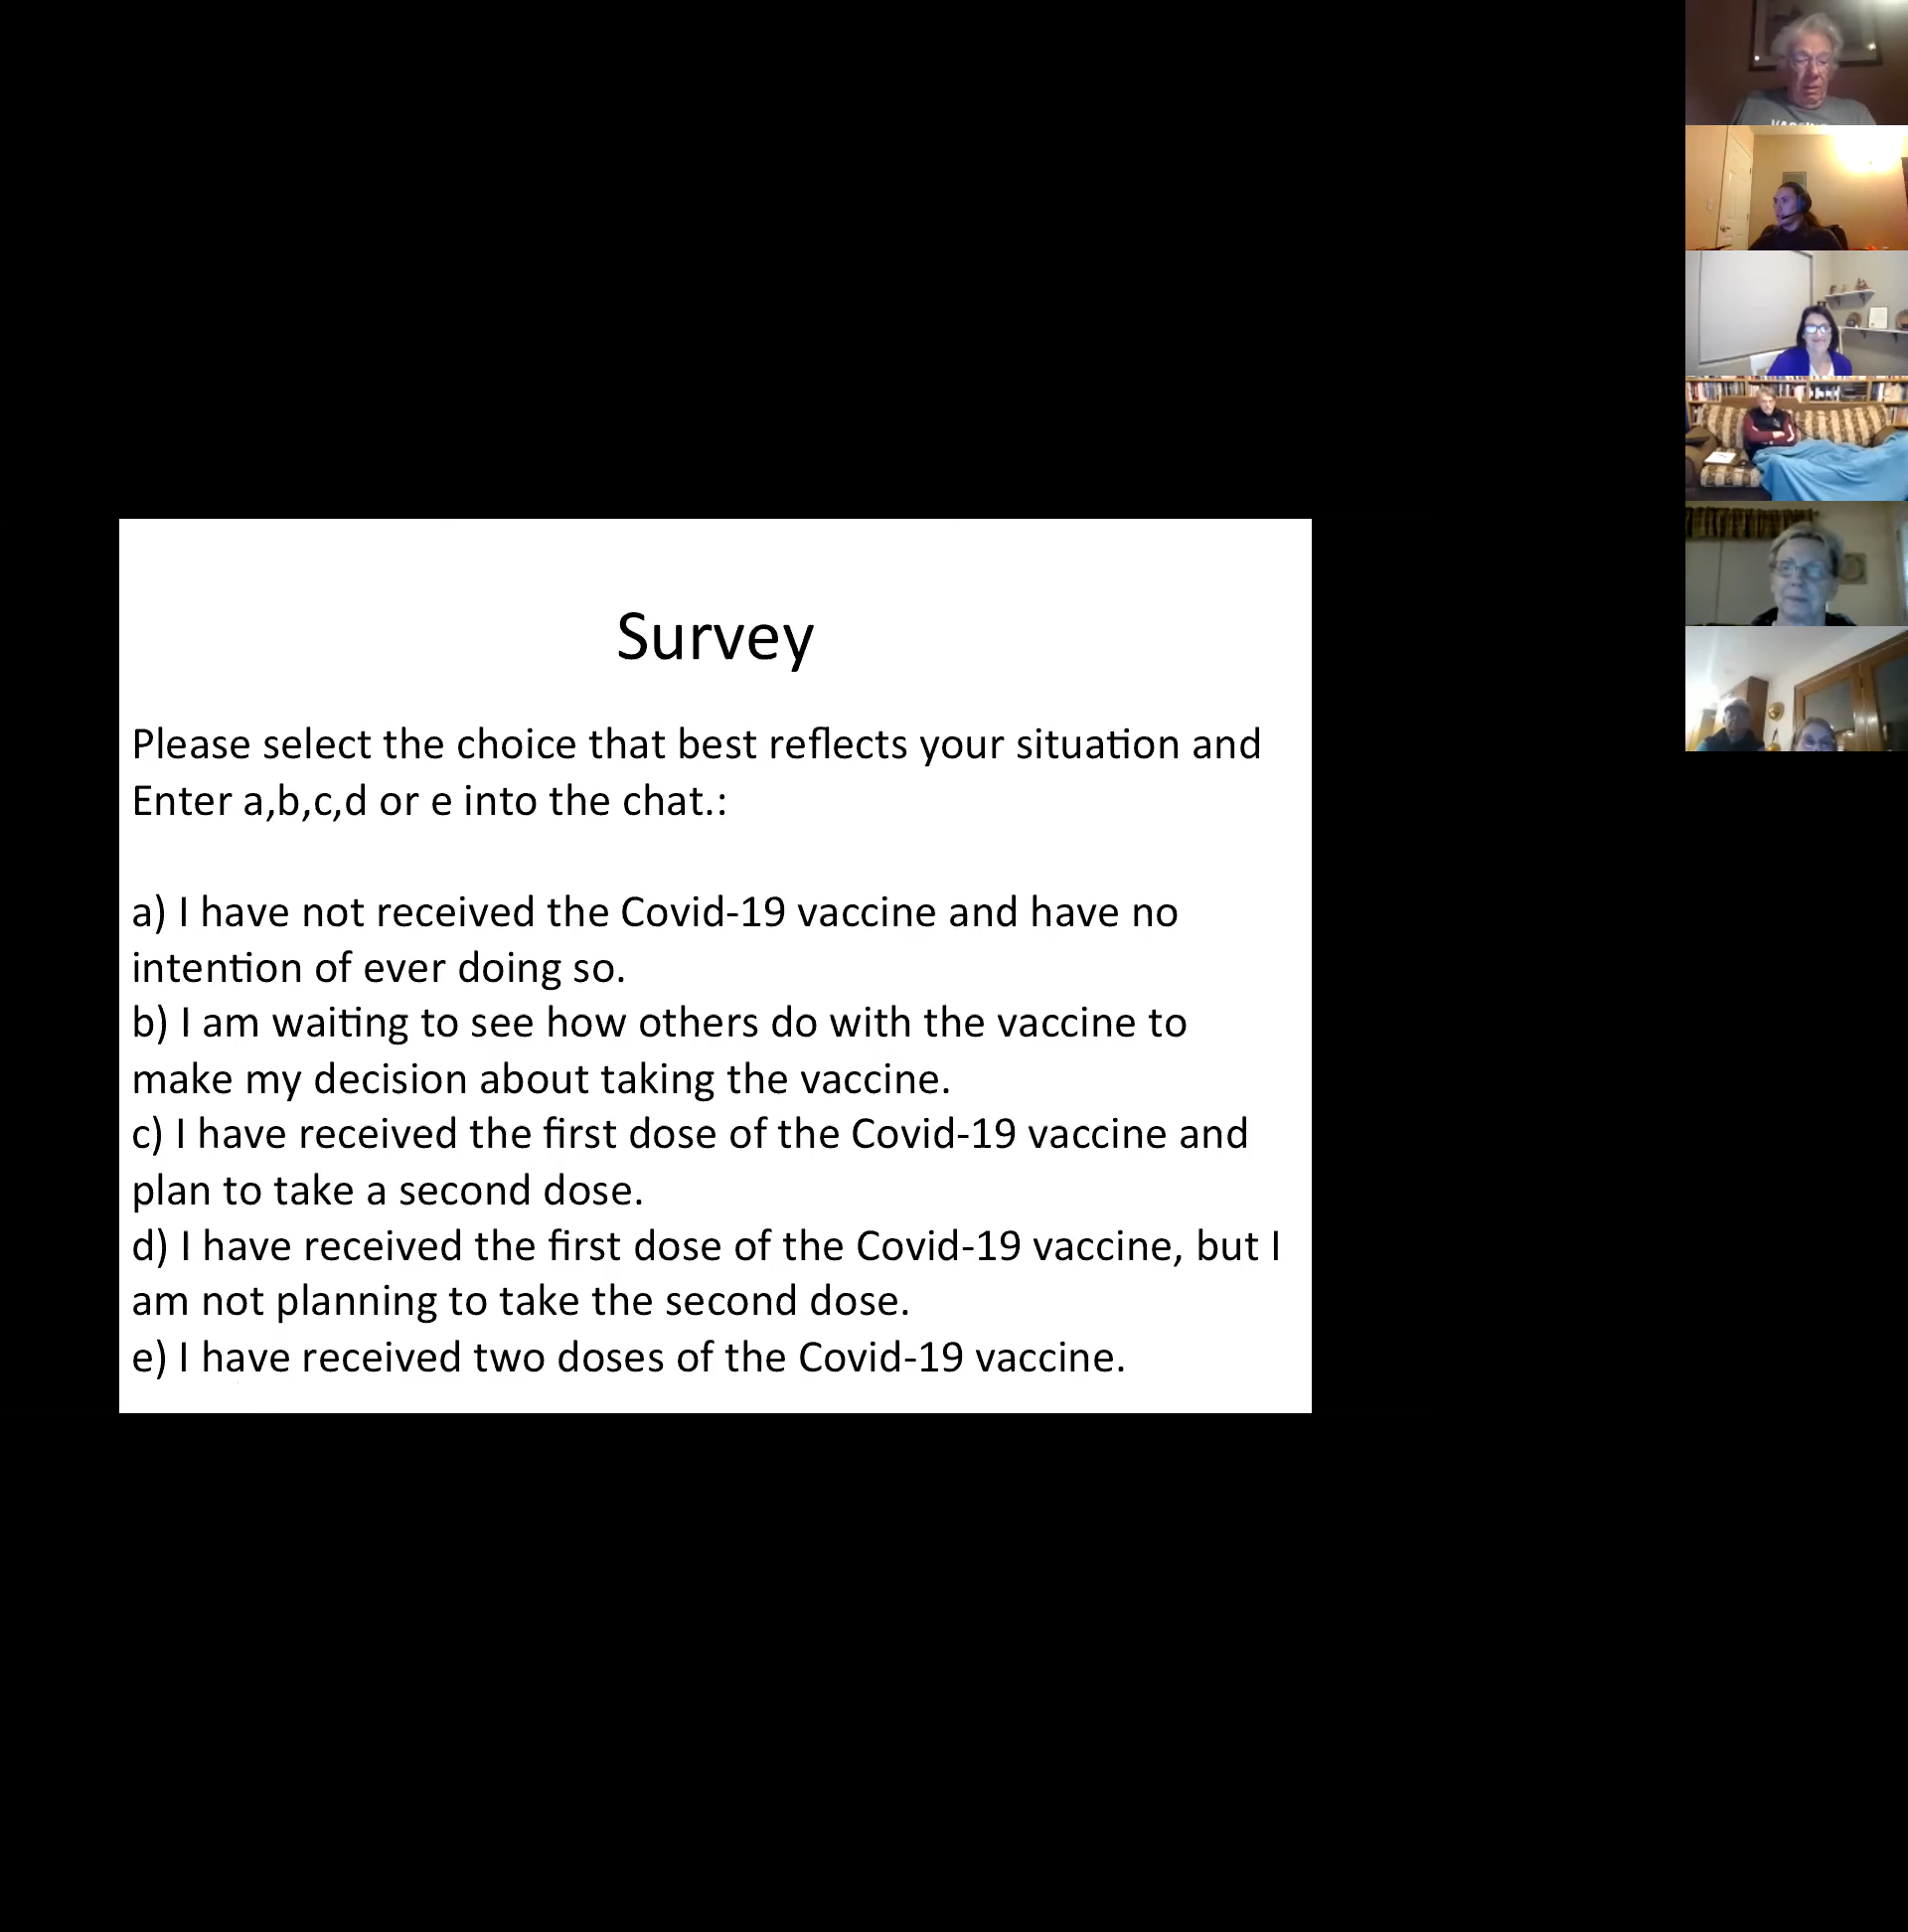 Survey
Please select the choice that best reflects your situation and
Enter a,b,c,d or e into the chat.:
a) I have not received the Covid-19 vaccine and have no
intention of ever doing so.
b) I am waiting to see how others do with the vaccine to
make my decision about taking the vaccine.
c) I have received the first dose of the Covid-19 vaccine and
plan to take a second dose.
d) I have received the first dose of the Covid-19 vaccine, but I
am not planning to take the second dose.
e) I have received two doses of the Covid-19 vaccine.